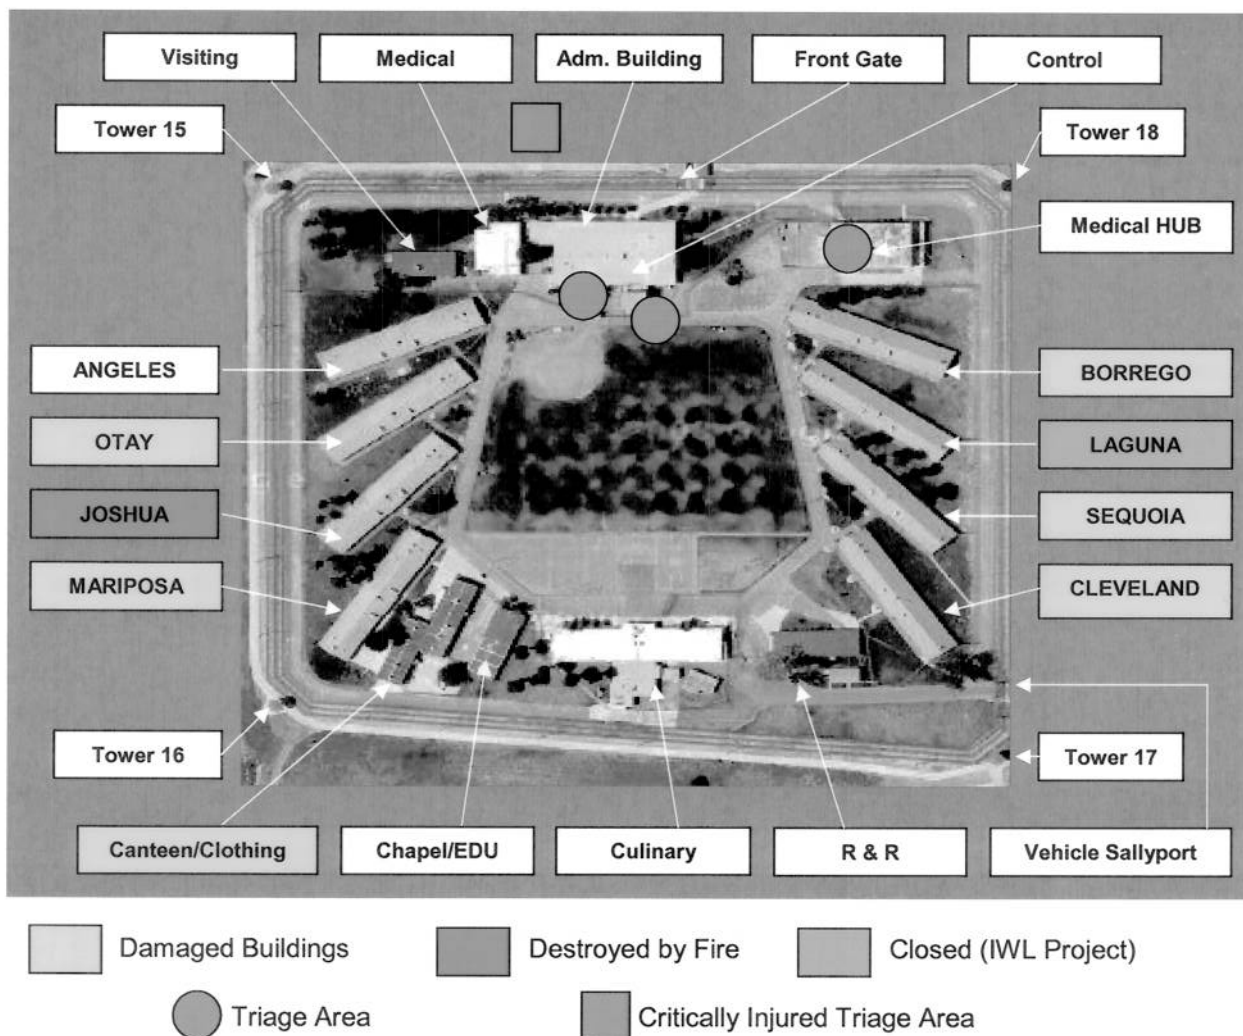 Visiting
Medical
Adm. Building
Front Gate
Control
Tower 15
Tower 18
Medical HUB
ANGELES
BORREGO
OTAY
LAGUNA
JOSHUA
SEQUOIA
MARIPOSA
CLEVELAND
Tower 16
Tower 17
Canteen/Clothing
Chapel/EDU
Culinary
R & R
Vehicle Sallyport
Damaged Buildings
Destroyed by Fire
Closed (IWL Project)
Triage Area
Critically Injured Triage Area